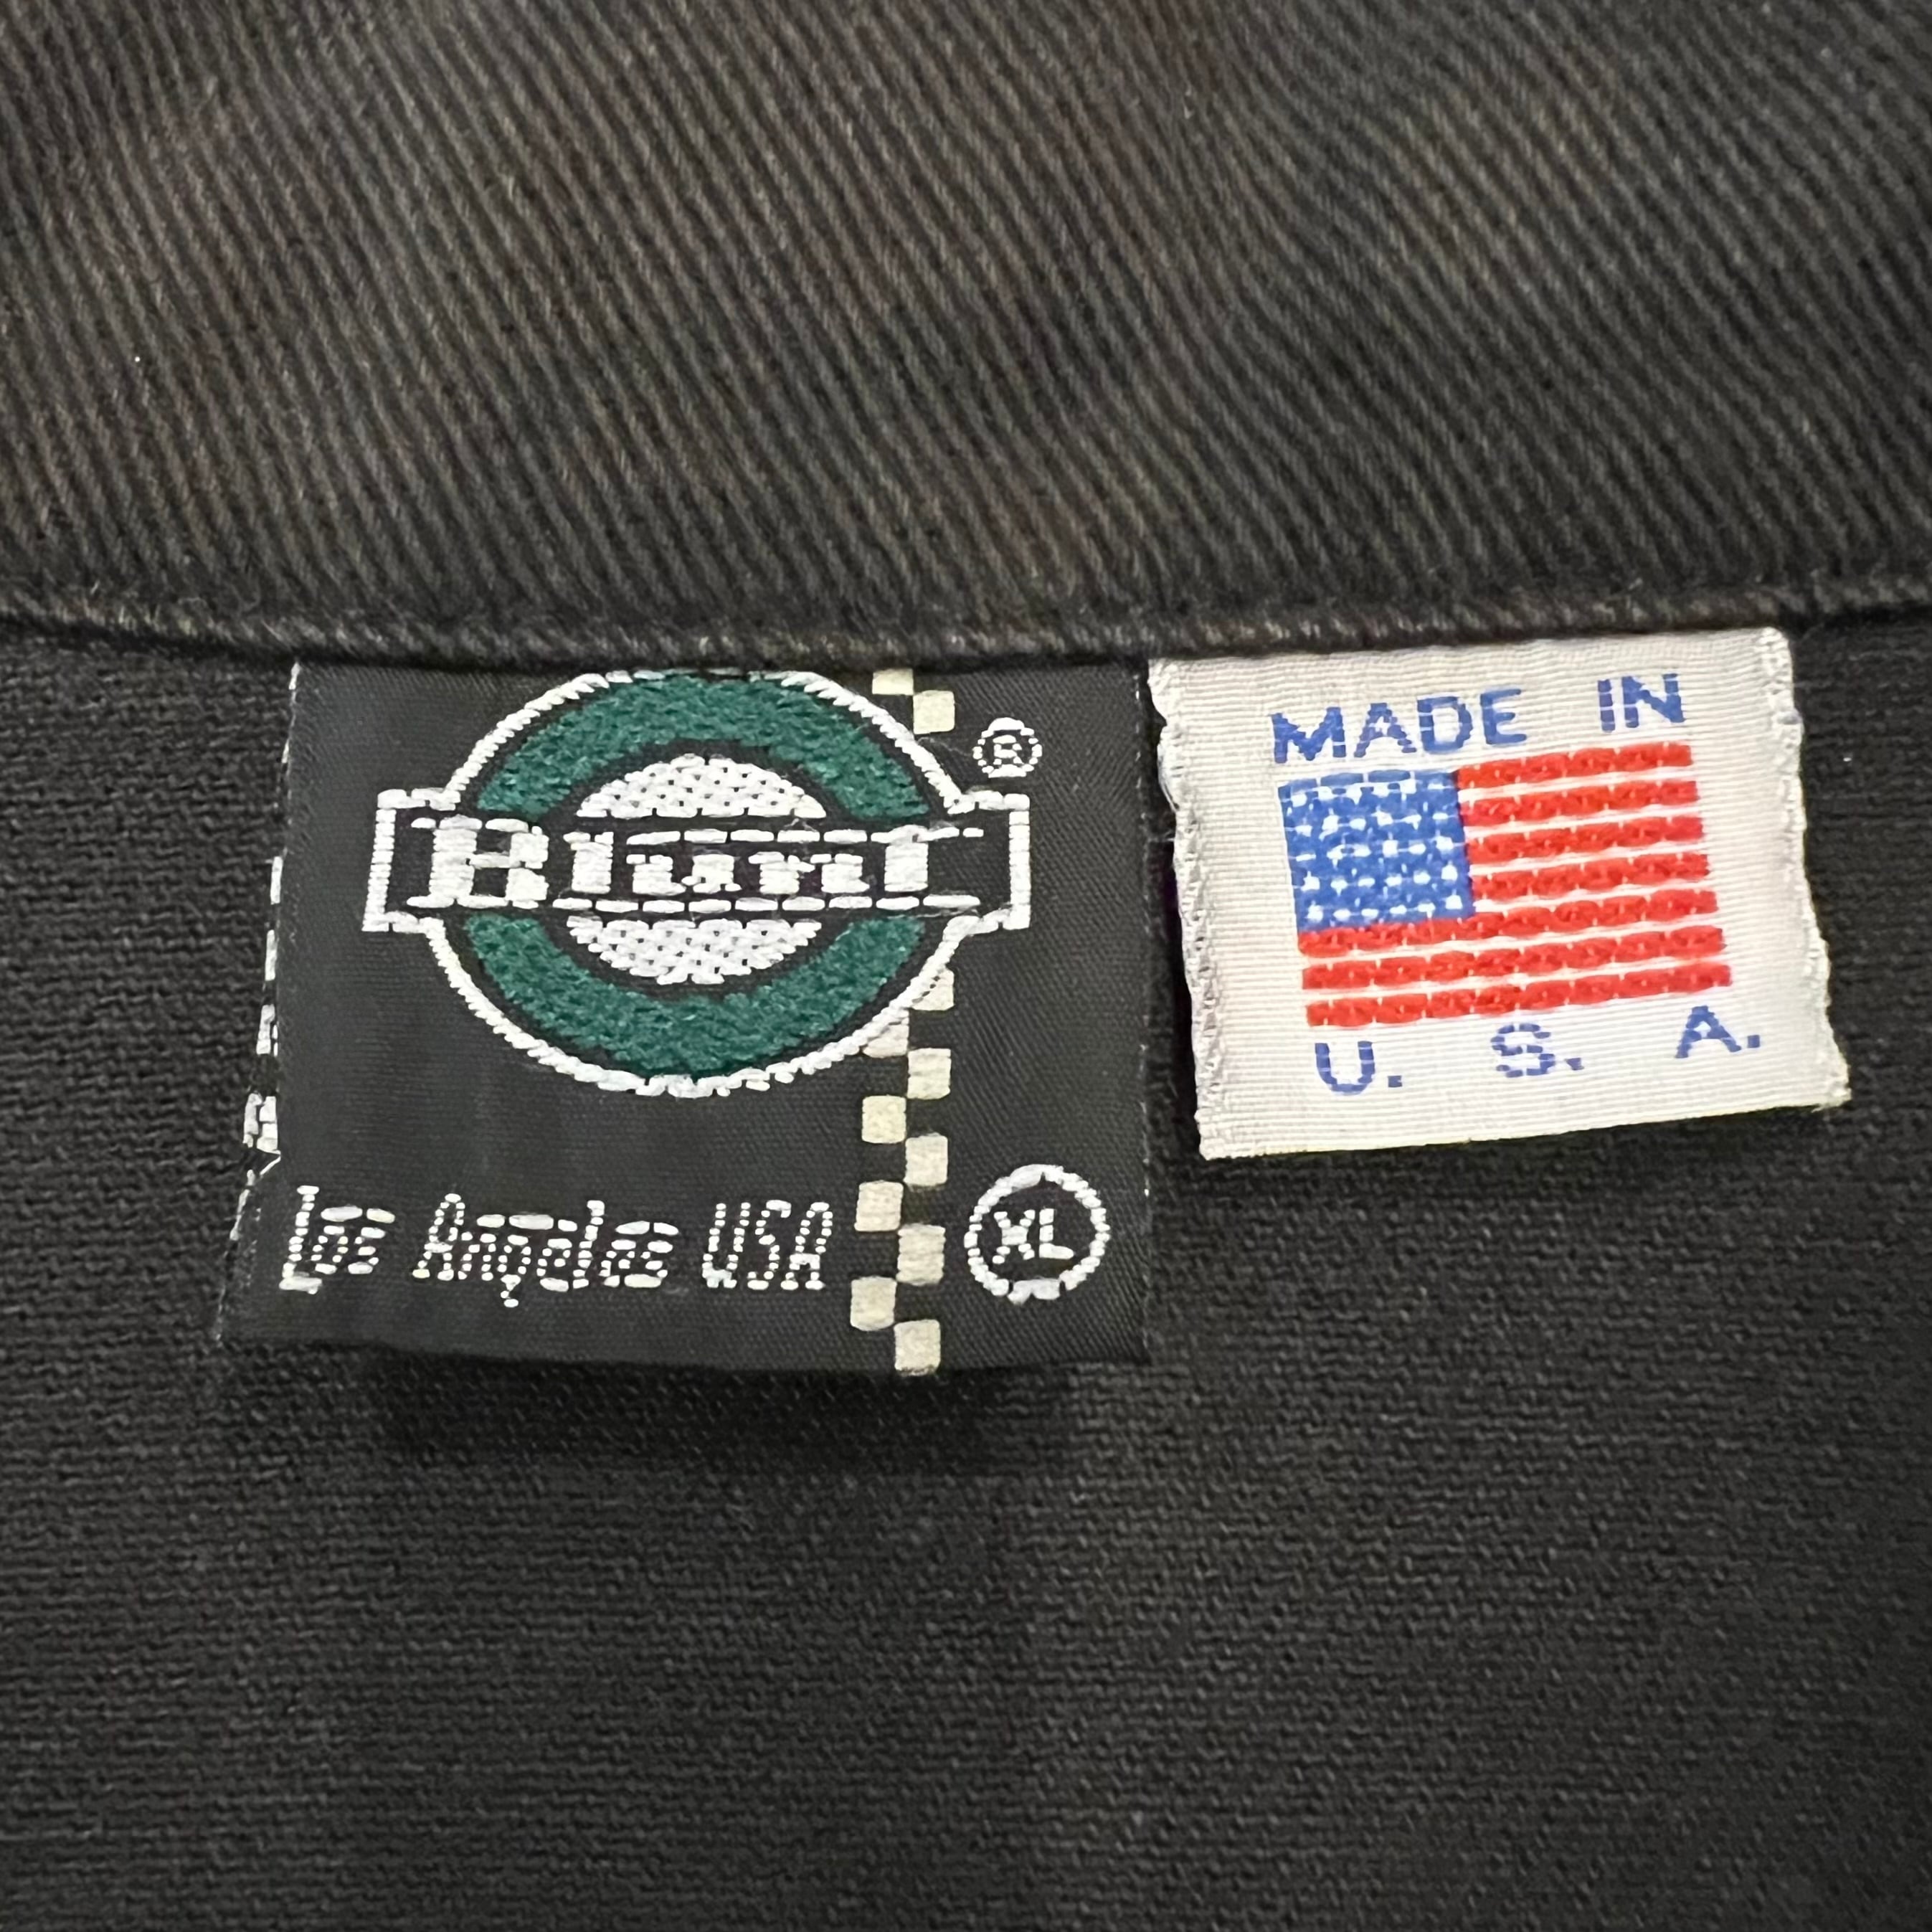 Blunt ®
Los Angeles USA
XL
MADE IN
U. S. A.